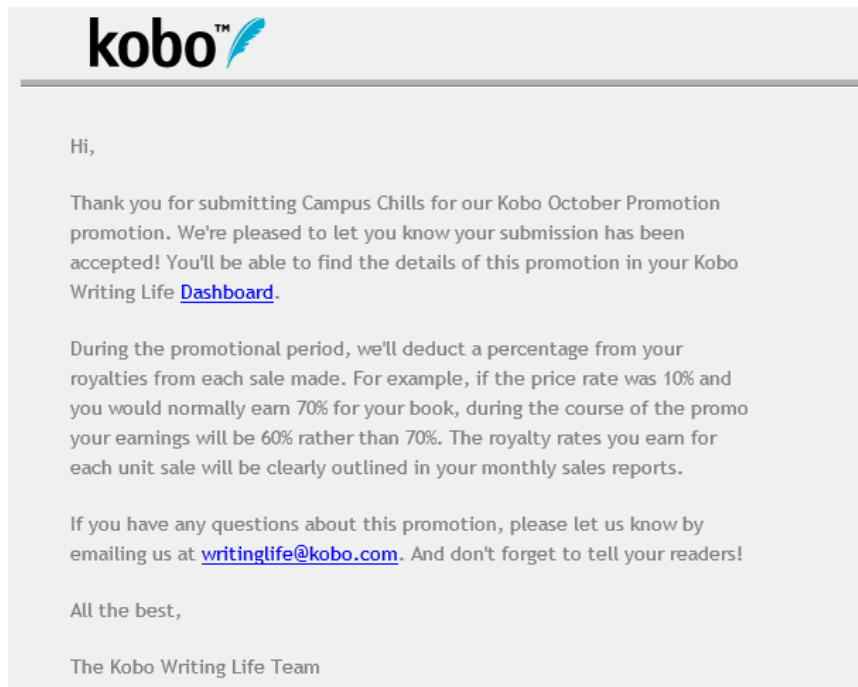 kobo™
Hi,
Thank you for submitting Campus Chills for our Kobo October Promotion
promotion. We're pleased to let you know your submission has been
accepted! You'll be able to find the details of this promotion in your Kobo
Writing Life Dashboard.
During the promotional period, we'll deduct a percentage from your
royalties from each sale made. For example, if the price rate was 10% and
you would normally earn 70% for your book, during the course of the promo
your earnings will be 60% rather than 70%. The royalty rates you earn for
each unit sale will be clearly outlined in your monthly sales reports.
If you have any questions about this promotion, please let us know by
emailing us at writinglife@kobo.com. And don't forget to tell your readers!
All the best,
The Kobo Writing Life Team